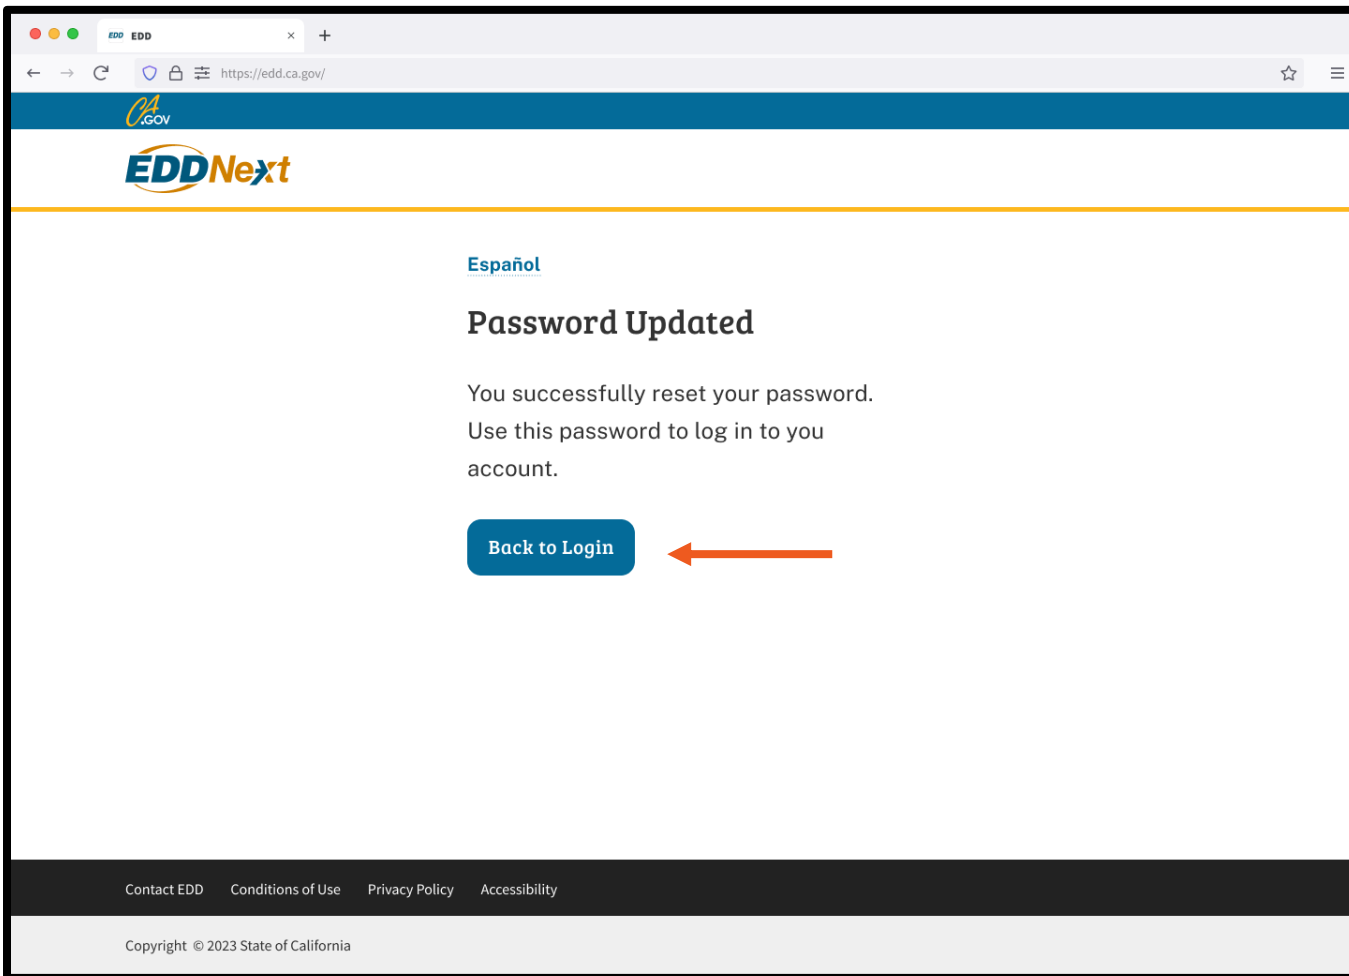 EDD EDD
https://edd.ca.gov/
CA.GOV
EDDNext
Español
Password Updated
You successfully reset your password.
Use this password to log in to you
account.
Back to Login
Contact EDD Conditions of Use Privacy Policy Accessibility
Copyright © 2023 State of California